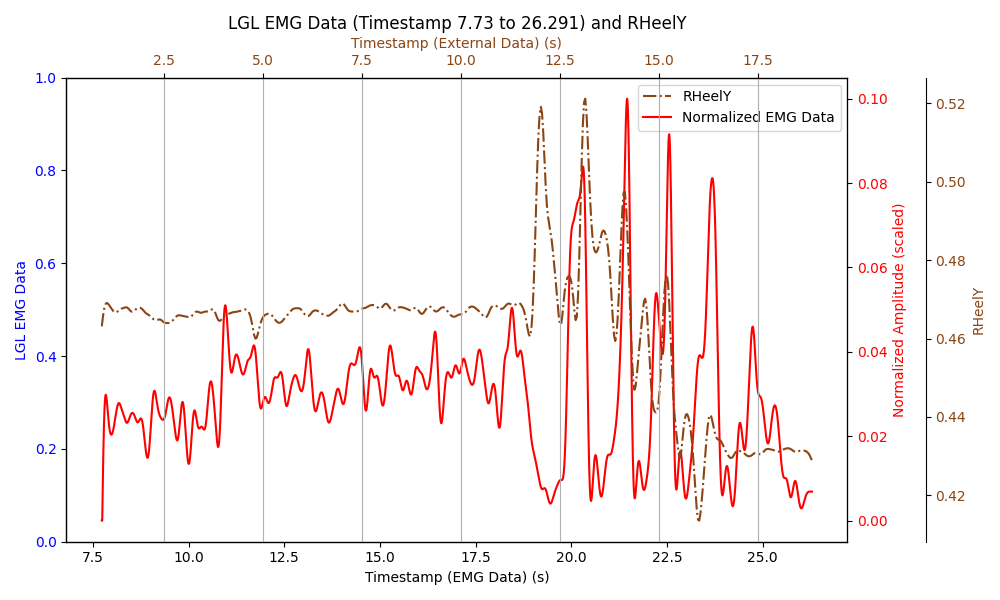 LGL EMG Data (Timestamp 7.73 to 26.291) and RHeelY
Timestamp (External Data) (s)
2.5 5.0 7.5 10.0 12.5 15.0 17.5
RHeelY
Normalized EMG Data
1.0
0.8
0.6
0.4
0.2
0.0
LGL EMG Data
0.10
0.08
0.06
0.04
0.02
0.00
Normalized Amplitude (scaled)
0.52
0.50
0.48
0.46
0.44
0.42
RHeelY
7.5 10.0 12.5 15.0 17.5 20.0 22.5 25.0
Timestamp (EMG Data) (s)